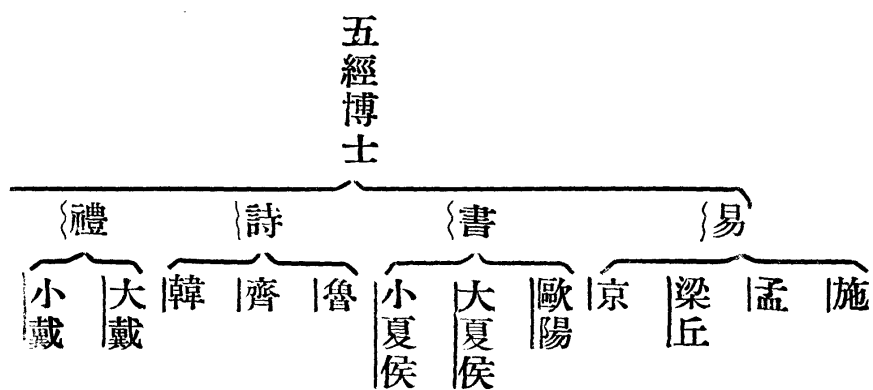 五經博士
易
施
孟
梁丘
京
書
歐陽
大夏侯
小夏侯
詩
魯
齊
韓
禮
大戴
小戴